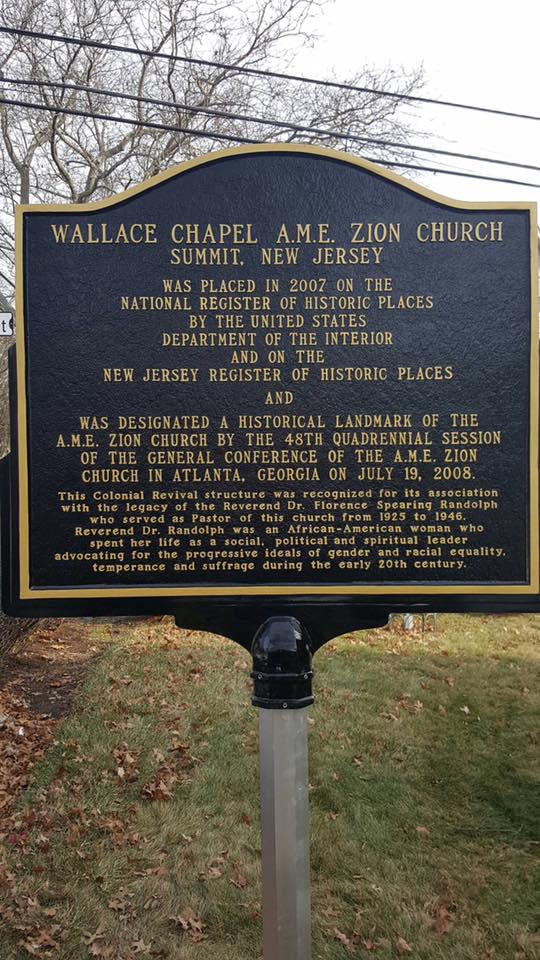 WALLACE CHAPEL A.M.E. ZION CHURCH
SUMMIT, NEW JERSEY
WAS PLACED IN 2007 ON THE
NATIONAL REGISTER OF HISTORIC PLACES
BY THE UNITED STATES
DEPARTMENT OF THE INTERIOR
AND ON THE
NEW JERSEY REGISTER OF HISTORIC PLACES
AND
WAS DESIGNATED A HISTORICAL LANDMARK OF THE
A.M.E. ZION CHURCH BY THE 48TH QUADRENNIAL SESSION
OF THE GENERAL CONFERENCE OF THE A.M.E. ZION
CHURCH IN ATLANTA, GEORGIA ON JULY 19, 2008.
This Colonial Revival structure was recognized for its association
with the legacy of the Reverend Dr. Florence Spearing Randolph
who served as Pastor of this church from 1925 to 1946.
Reverend Dr. Randolph was an African-American woman who
spent her life as a social, political and spiritual leader
advocating for the progressive ideals of gender and racial equality,
temperance and suffrage during the early 20th century.